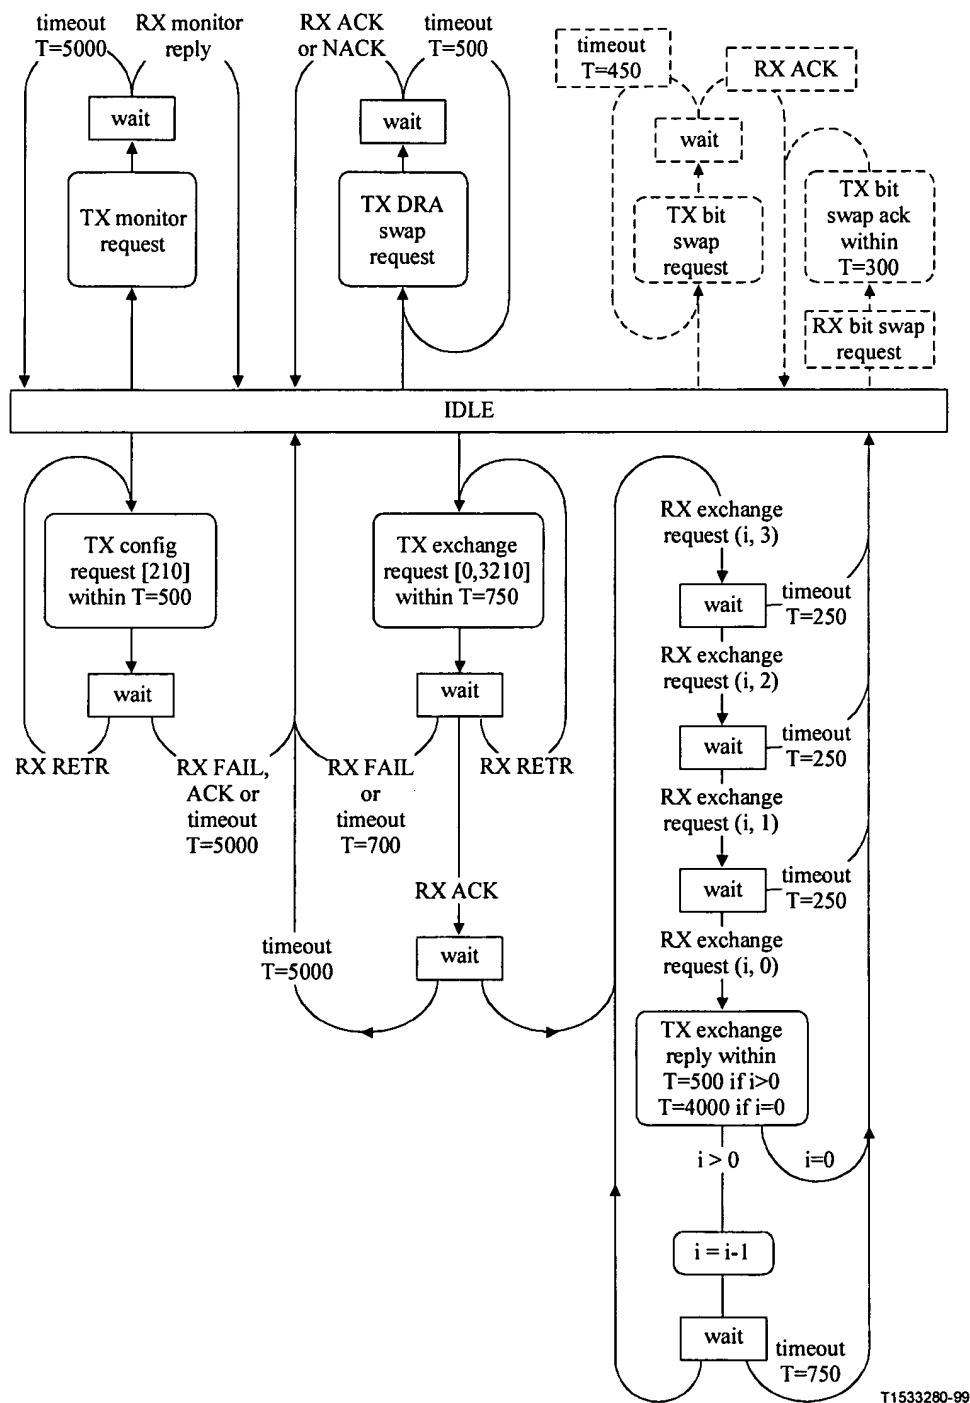 timeout
T=5000
RX monitor
reply
RX ACK
or NACK
timeout
T=500
timeout
T=450
RX ACK
wait
wait
wait
TX monitor
request
TX DRA
swap
request
TX bit
swap
request
TX bit
swap ack
within
T=300
RX bit swap
request
IDLE
TX config
request [210]
within T=500
TX exchange
request [0,3210]
within T=750
RX exchange
request (i, 3)
wait
timeout
T=250
wait
wait
RX exchange
request (i, 2)
wait
timeout
T=250
RX RETR
RX FAIL,
ACK or
timeout
T=5000
RX FAIL
or
timeout
T=700
RX RETR
RX exchange
request (i, 1)
wait
timeout
T=250
RX ACK
RX exchange
request (i, 0)
timeout
T=5000
wait
TX exchange
reply within
T=500 if i>0
T=4000 if i=0
i > 0
i=0
i = i-1
wait
timeout
T=750
T1533280-99